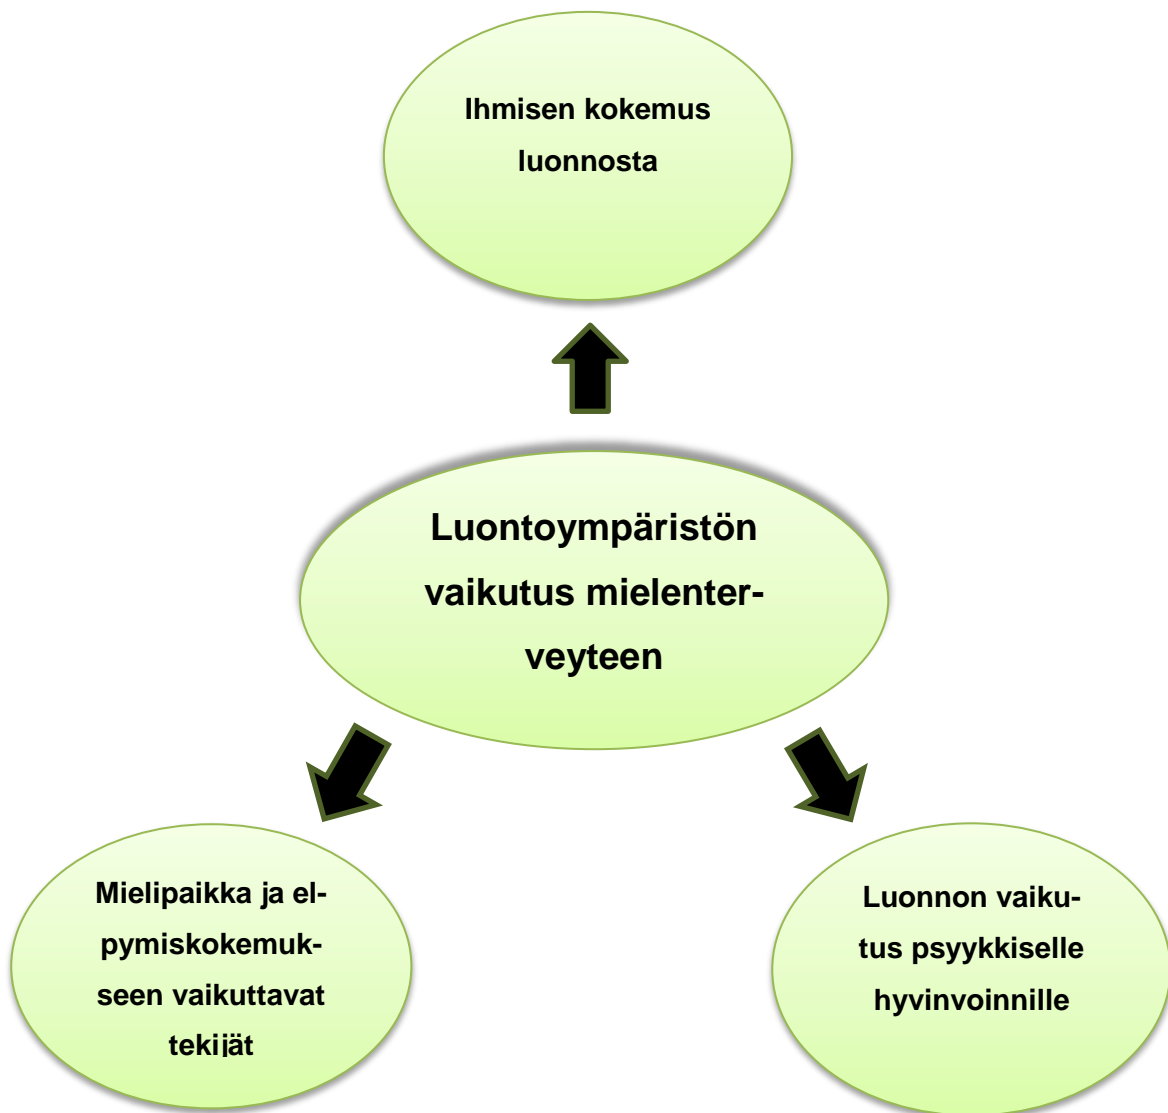 Ihmisen kokemus
luonnosta
Luontoympäristön
vaikutus mielenter-
veyteen
Mielipaikka ja el-
pymiskokemuk-
seen vaikuttavat
tekijät
Luonnon vaiku-
tus psyykkiselle
hyvinvoinnille